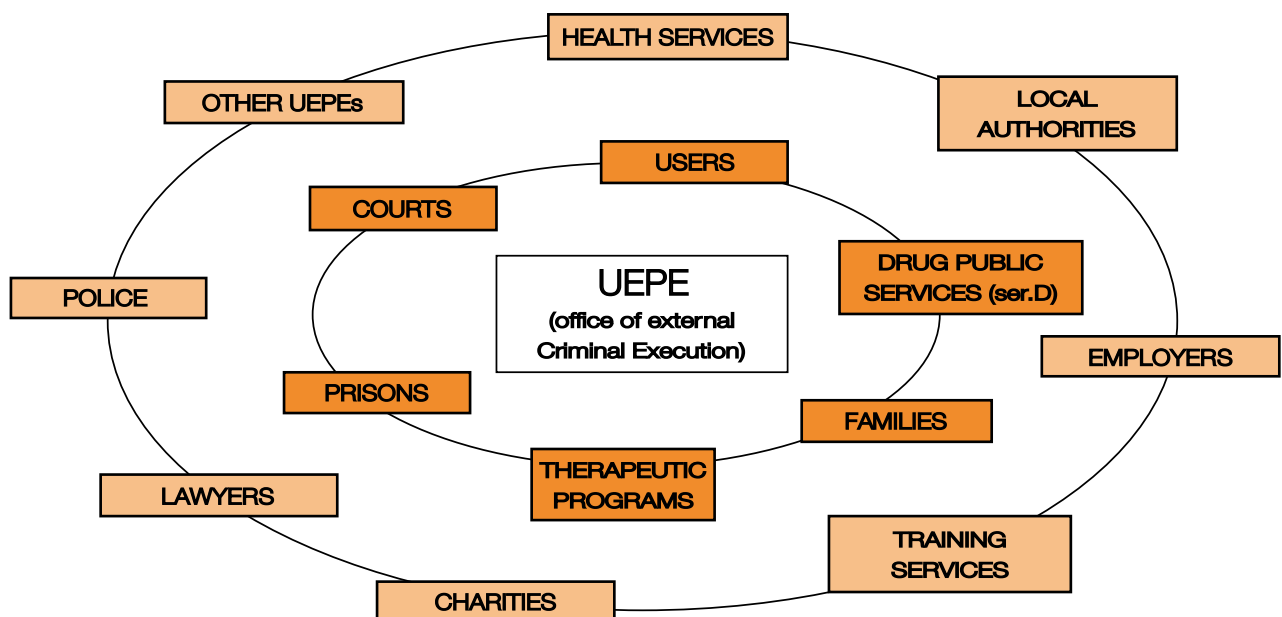 HEALTH SERVICES
OTHER UEPEs
LOCAL
AUTHORITIES
USERS
COURTS
DRUG PUBLIC
SERVICES (ser.D)
UEPE
(office of external
Criminal Execution)
POLICE
EMPLOYERS
PRISONS
FAMILIES
THERAPEUTIC
PROGRAMS
LAWYERS
TRAINING
SERVICES
CHARITIES